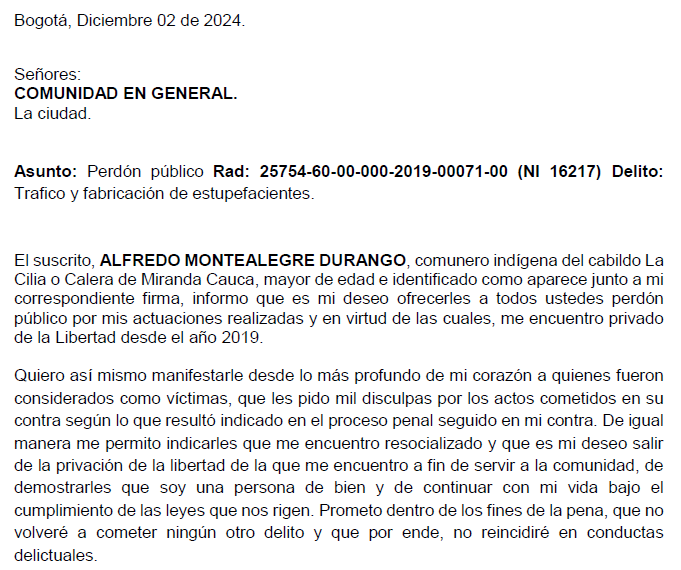 Bogotá, Diciembre 02 de 2024.
Señores:
COMUNIDAD EN GENERAL.
La ciudad.
Asunto: Perdón público Rad: 25754-60-00-000-2019-00071-00 (NI 16217) Delito:
Trafico y fabricación de estupefacientes.
El suscrito, ALFREDO MONTEALEGRE DURANGO, comunero indígena del cabildo La
Cilia o Calera de Miranda Cauca, mayor de edad e identificado como aparece junto a mi
correspondiente firma, informo que es mi deseo ofrecerles a todos ustedes perdón
público por mis actuaciones realizadas y en virtud de las cuales, me encuentro privado
de la Libertad desde el año 2019.
Quiero así mismo manifestarle desde lo más profundo de mi corazón a quienes fueron
considerados como víctimas, que les pido mil disculpas por los actos cometidos en su
contra según lo que resultó indicado en el proceso penal seguido en mi contra. De igual
manera me permito indicarles que me encuentro resocializado y que es mi deseo salir
de la privación de la libertad de la que me encuentro a fin de servir a la comunidad, de
demostrarles que soy una persona de bien y de continuar con mi vida bajo el
cumplimiento de las leyes que nos rigen. Prometo dentro de los fines de la pena, que no
volveré a cometer ningún otro delito y que por ende, no reincidiré en conductas
delictuales.